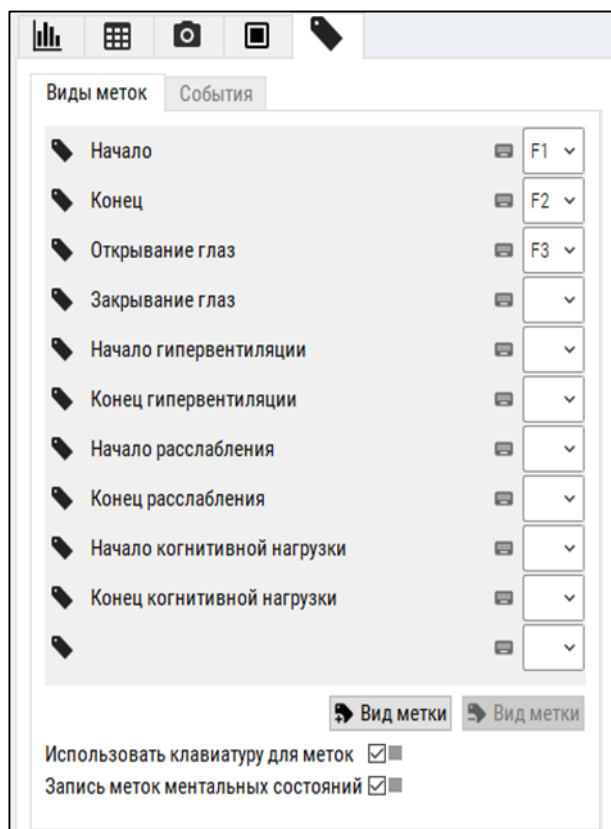 Виды меток События
Начало F1
Конец F2
Открывание глаз F3
Закрывание глаз
Начало гипервентиляции
Конец гипервентиляции
Начало расслабления
Конец расслабления
Начало когнитивной нагрузки
Конец когнитивной нагрузки
Вид метки Вид метки
Использовать клавиатуру для меток
Запись меток ментальных состояний